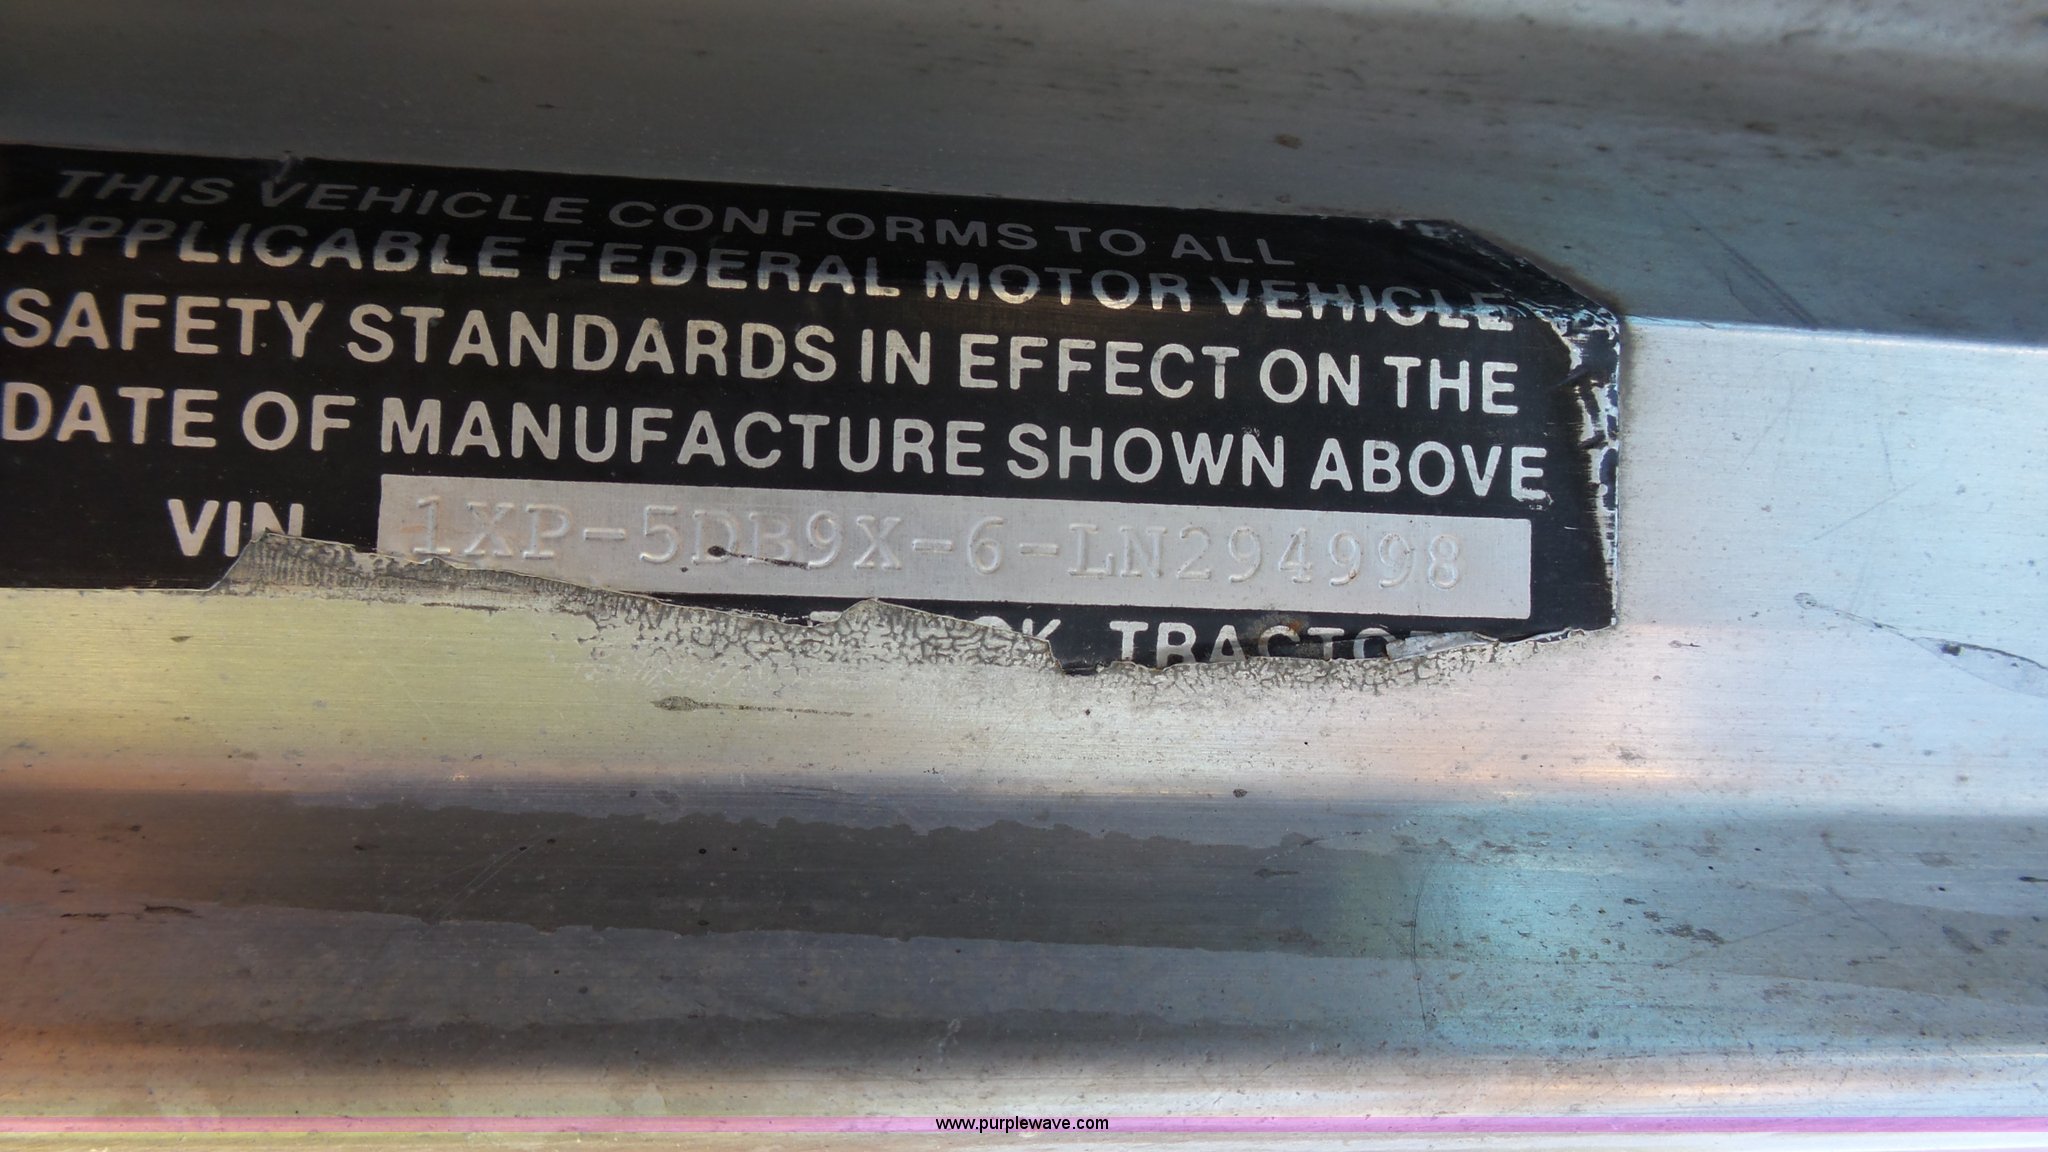 THIS VEHICLE CONFORMS TO ALL
APPLICABLE FEDERAL MOTOR VEHICLE
SAFETY STANDARDS IN EFFECT ON THE
DATE OF MANUFACTURE SHOWN ABOVE
VIN 1XP-5DB9X-6-LN294998
TRACTO
www.purplewave.com